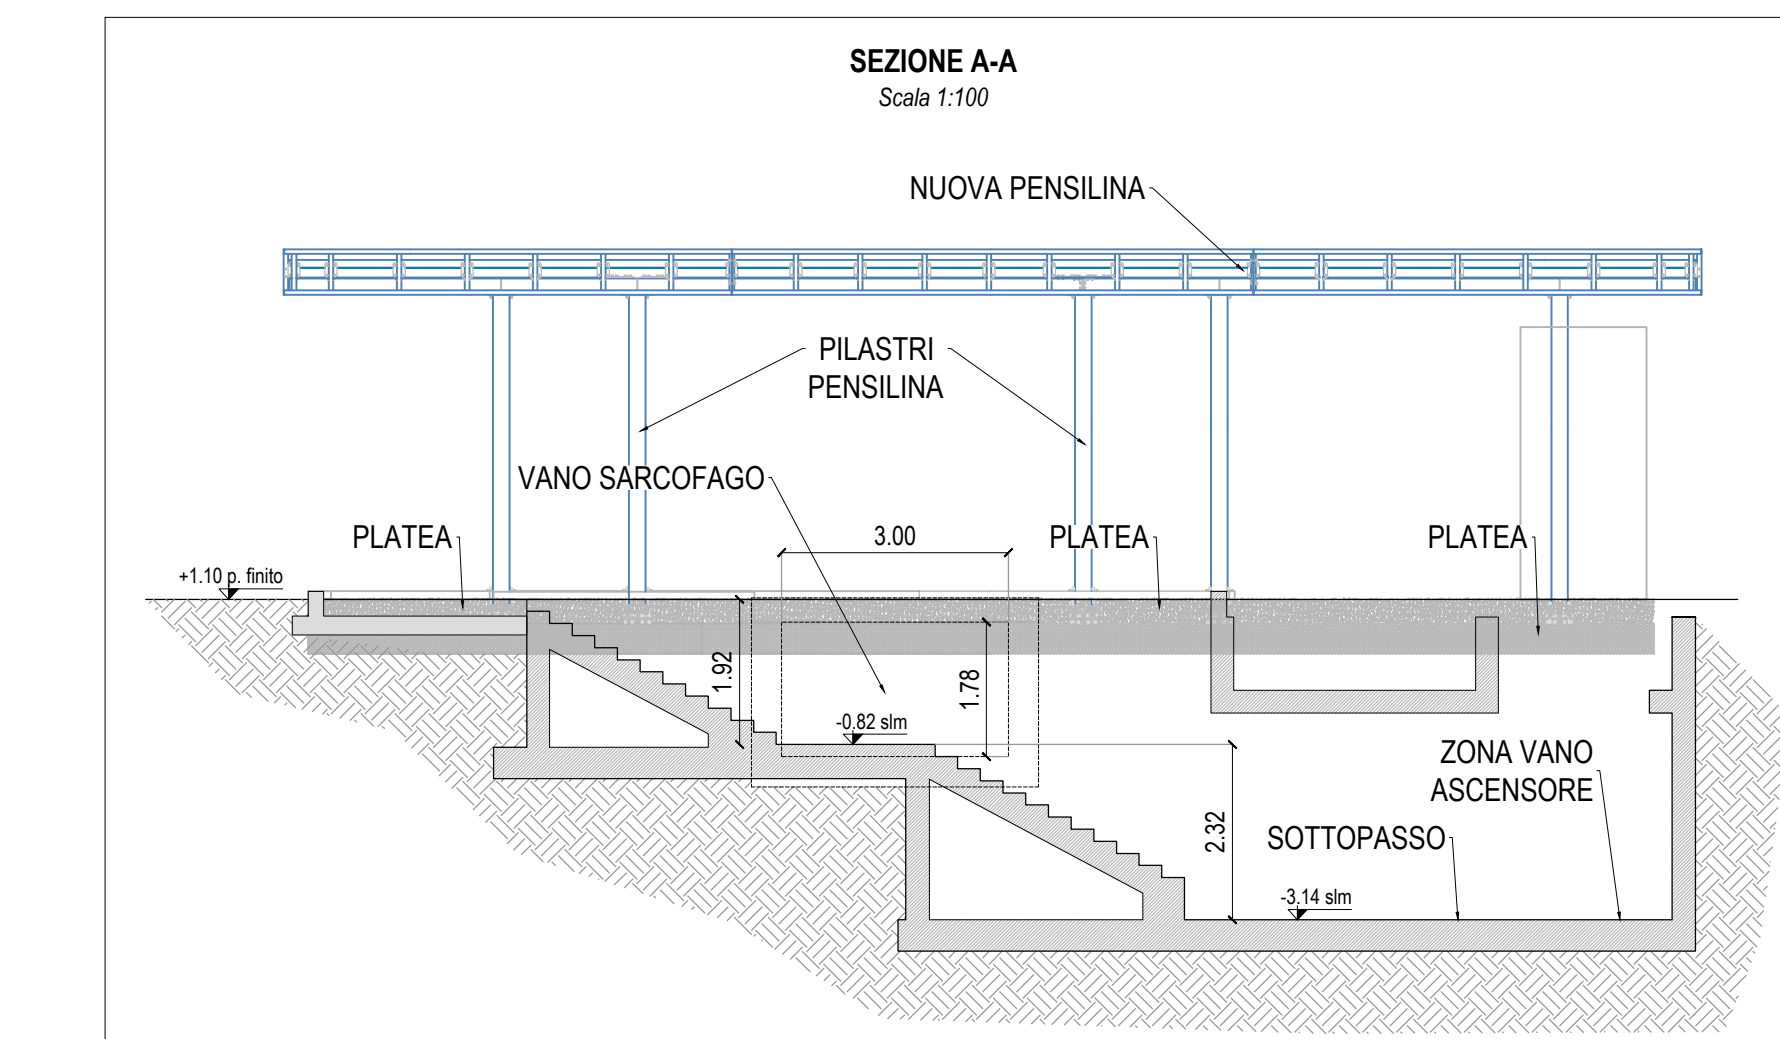 SEZIONE A-A
Scala 1:100
NUOVA PENSILINA
PILASTRI
PENSILINA
VANO SARCOFAGO
PLATEA
3.00
PLATEA
PLATEA
+1.10 p. finito
1.92
1.78
-0.82 slm
ZONA VANO
ASCENSORE
2.32
SOTTOPASSO
-3.14 slm